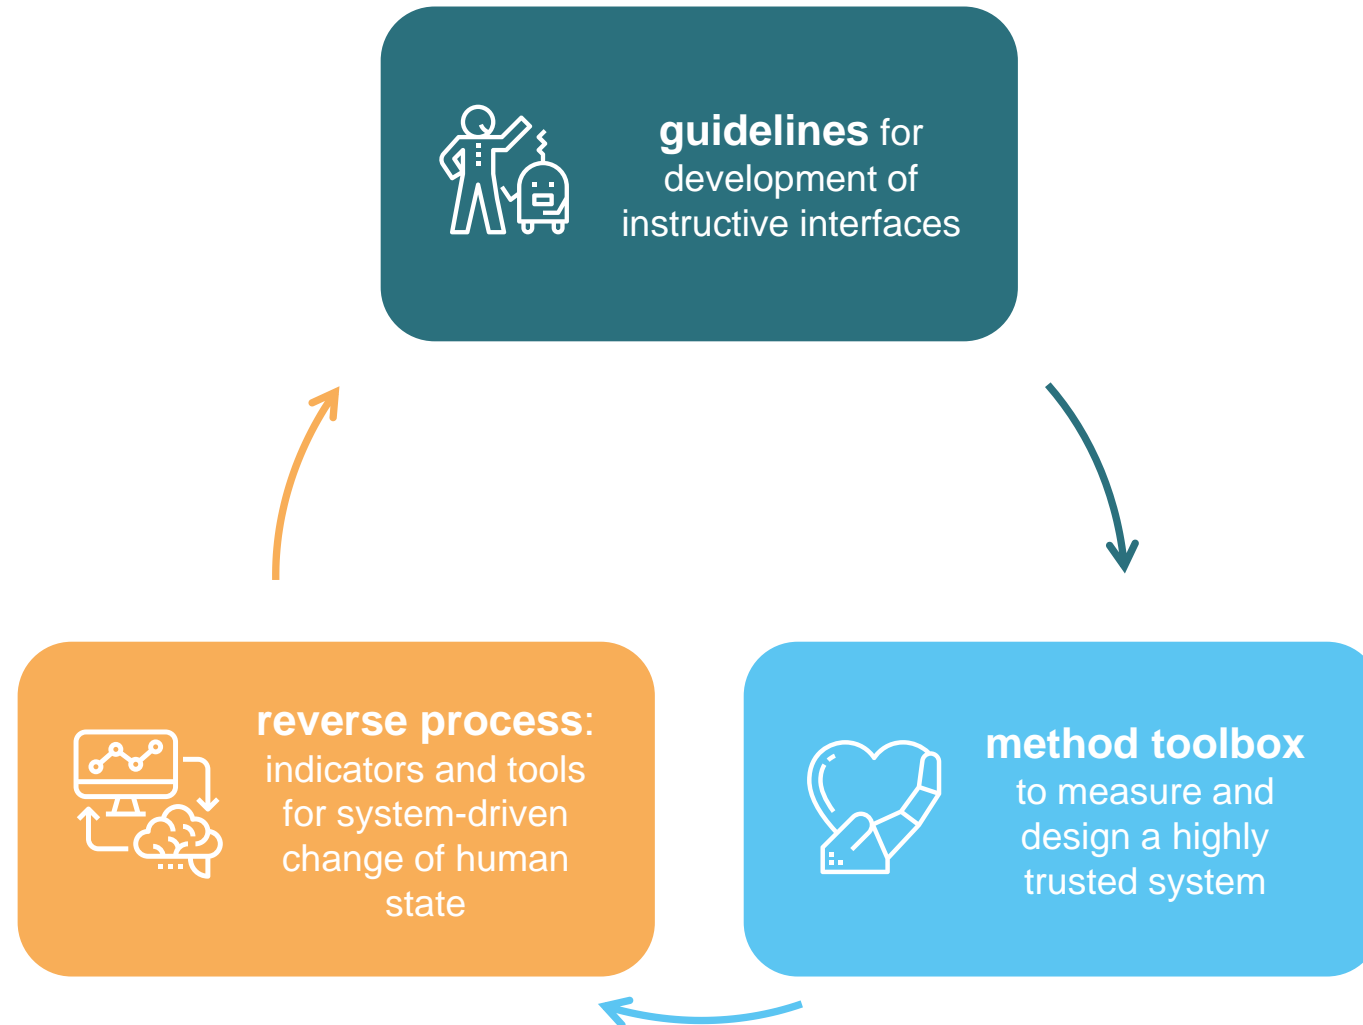 guidelines for
development of
instructive interfaces
reverse process:
indicators and tools
for system-driven
change of human
state
method toolbox
to measure and
design a highly
trusted system